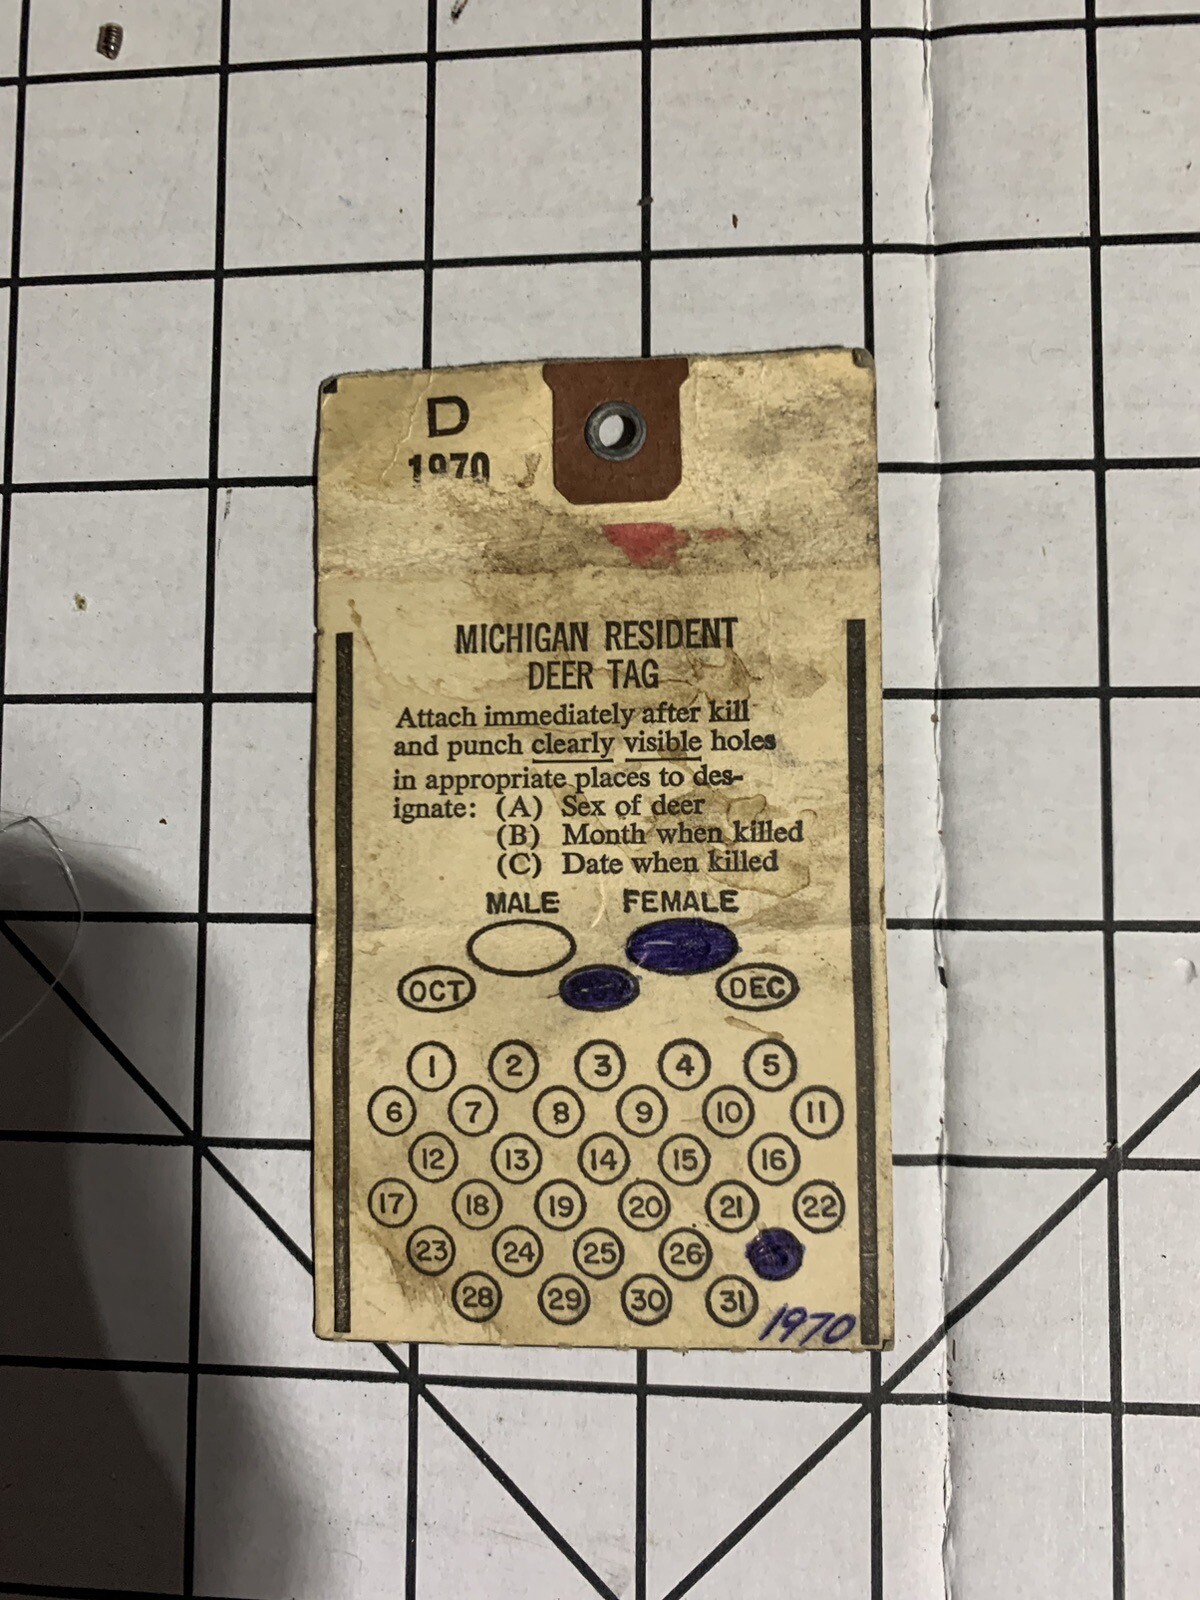 D
1970
MICHIGAN RESIDENT
DEER TAG
Attach immediately after kill
and punch clearly visible holes
in appropriate places to des-
ignate: (A) Sex of deer
(B) Month when killed
(C) Date when killed
MALE FEMALE
OCT DEC
1 2 3 4 5
6 7 8 9 10 11
12 13 14 15 16
17 18 19 20 21 22
23 24 25 26
28 29 30 31
1970